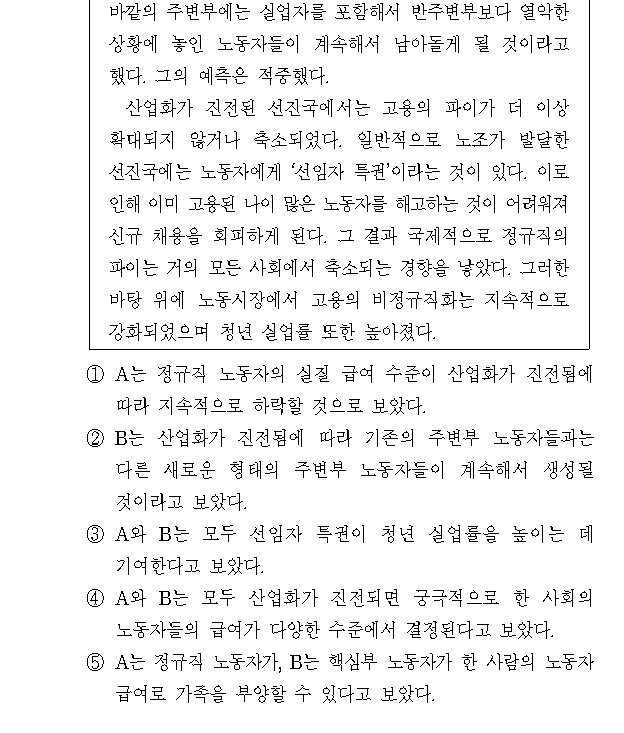 바깥의 주변부에는 실업자를 포함해서 반주변부보다 열악한
상황에 놓인 노동자들이 계속해서 남아돌게 될 것이라고
했다. 그의 예측은 적중했다.
산업화가 진전된 선진국에서는 고용의 파이가 더 이상
확대되지 않거나 축소되었다. 일반적으로 노조가 발달한
선진국에는 노동자에게 ‘선임자 특권’이라는 것이 있다. 이로
인해 이미 고용된 나이 많은 노동자를 해고하는 것이 어려워져
신규 채용을 회피하게 된다. 그 결과 국제적으로 정규직의
파이는 거의 모든 사회에서 축소되는 경향을 낳았다. 그러한
바탕 위에 노동시장에서 고용의 비정규직화는 지속적으로
강화되었으며 청년 실업률 또한 높아졌다.
① A는 정규직 노동자의 실질 급여 수준이 산업화가 진전됨에
따라 지속적으로 하락할 것으로 보았다.
② B는 산업화가 진전됨에 따라 기존의 주변부 노동자들과는
다른 새로운 형태의 주변부 노동자들이 계속해서 생성될
것이라고 보았다.
③ A와 B는 모두 선임자 특권이 청년 실업률을 높이는 데
기여한다고 보았다.
④ A와 B는 모두 산업화가 진전되면 궁극적으로 한 사회의
노동자들의 급여가 다양한 수준에서 결정된다고 보았다.
⑤ A는 정규직 노동자가, B는 핵심부 노동자가 한 사람의 노동자
급여로 가족을 부양할 수 있다고 보았다.